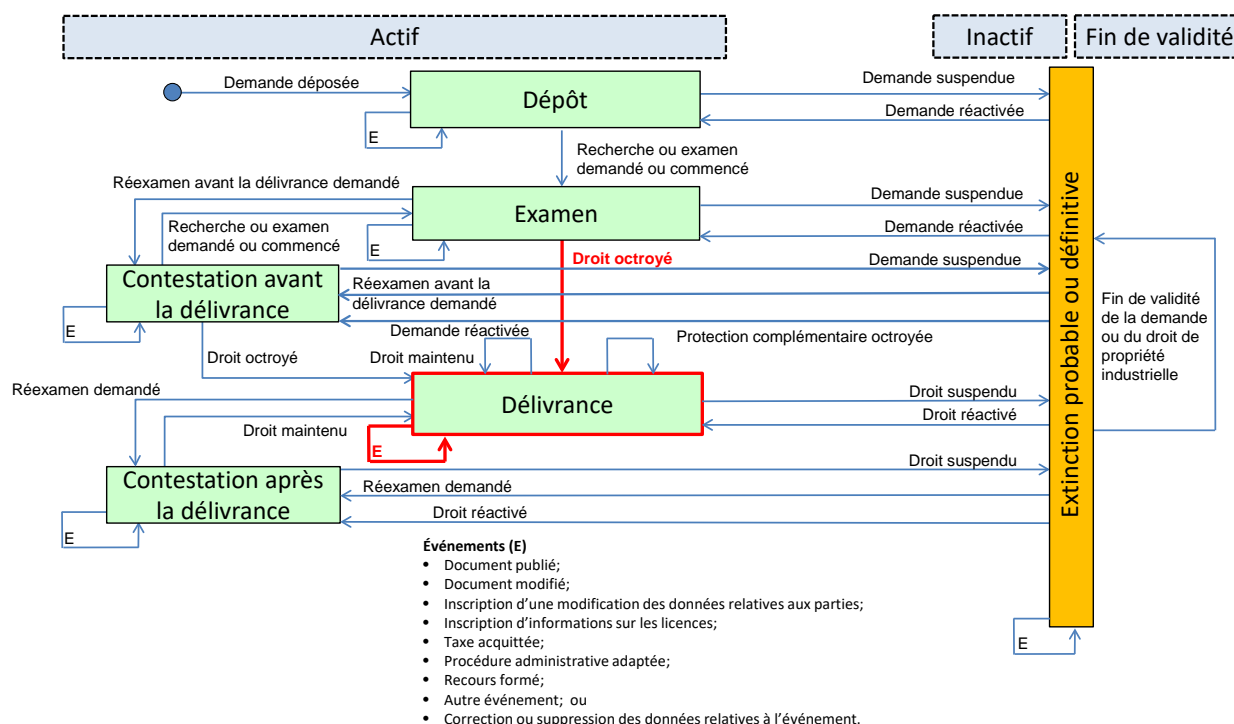 Actif
Inactif
Fin de validité
Demande déposée
Dépôt
Demande suspendue
Demande réactivée
E
Recherche ou examen
demandé ou commencé
Réexamen avant la délivrance demandé
Examen
Demande suspendue
Demande réactivée
Recherche ou examen
demandé ou commencé
E
Droit octroyé
Demande suspendue
Contestation avant
la délivrance
Réexamen avant la
délivrance demandé
E
Demande réactivée
Protection complémentaire octroyée
Droit octroyé
Droit maintenu
Fin de validité
de la demande
ou du droit de
propriété
industrielle
Extinction probable ou définitive
Réexamen demandé
Délivrance
Droit suspendu
Droit réactivé
Droit maintenu
E
Contestation après
la délivrance
Droit suspendu
Réexamen demandé
Droit réactivé
E
Événements (E)
• Document publié;
• Document modifié;
• Inscription d’une modification des données relatives aux parties;
• Inscription d’informations sur les licences;
• Taxe acquittée;
• Procédure administrative adaptée;
• Recours formé;
• Autre événement; ou
• Correction ou suppression des données relatives à l’événement.
E